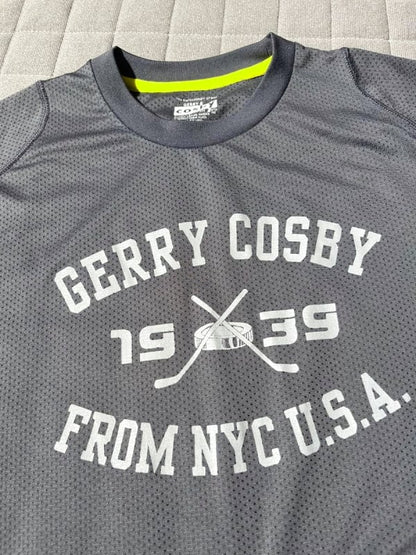 GERRY COSBY
19 39
FROM NYC U.S.A.